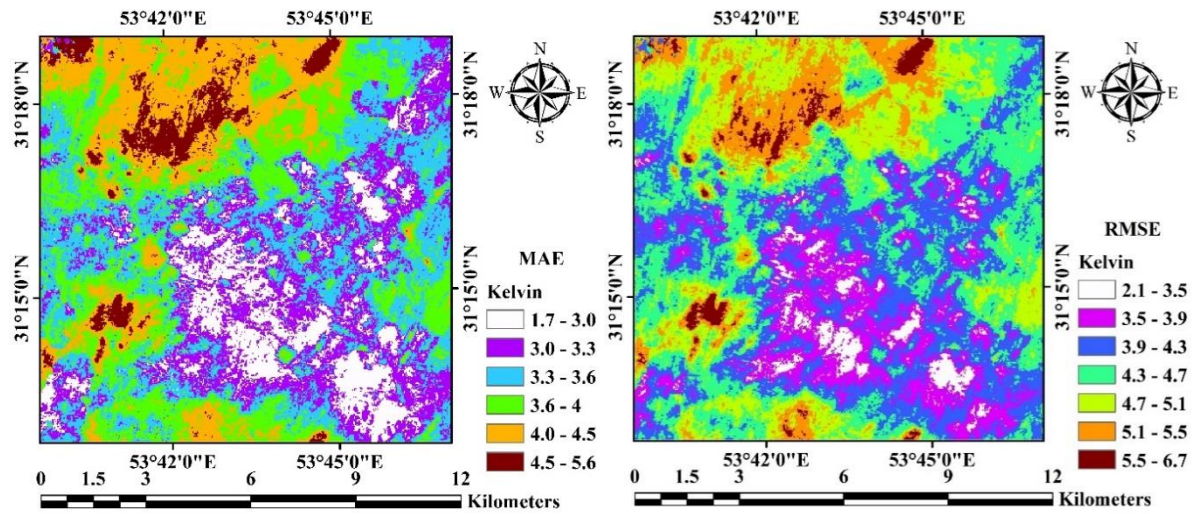 53°42'0"E 53°45'0"E
31°18'0"N
31°15'0"N
N
W E
S
31°18'0"N
31°15'0"N
MAE
Kelvin
1.7 - 3.0
3.0 - 3.3
3.3 - 3.6
3.6 - 4
4.0 - 4.5
4.5 - 5.6
53°42'0"E 53°45'0"E
0 1.5 3 6 9 12
Kilometers
53°42'0"E 53°45'0"E
31°18'0"N
31°15'0"N
N
W E
S
31°18'0"N
31°15'0"N
RMSE
Kelvin
2.1 - 3.5
3.5 - 3.9
3.9 - 4.3
4.3 - 4.7
4.7 - 5.1
5.1 - 5.5
5.5 - 6.7
53°42'0"E 53°45'0"E
0 1.5 3 6 9 12
Kilometers